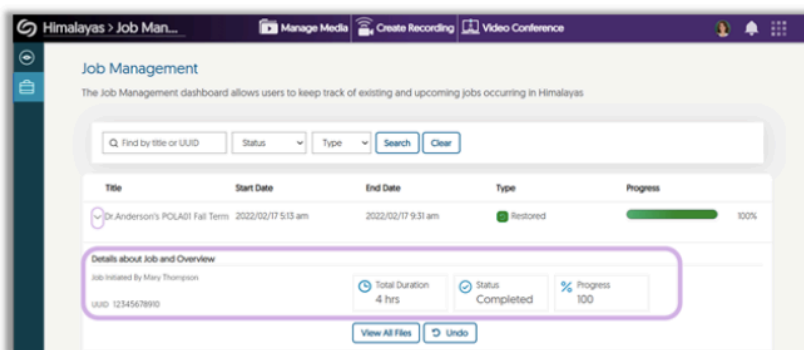 Himalayas > Job Man... Manage Media Create Recording Video Conference
Job Management
The Job Management dashboard allows users to keep track of existing and upcoming jobs occurring in Himalayas
Find by title or UUID Status Type Search Clear
Title Start Date End Date Type Progress
Dr.Anderson's POLA01 Fall Term 2022/02/17 5:13 am 2022/02/17 9:31 am Restored 100%
Details about Job and Overview
Job Initiated By Mary Thompson
Total Duration Status Progress
4 hrs Completed 100
UUID 12345678910
View All Files Undo